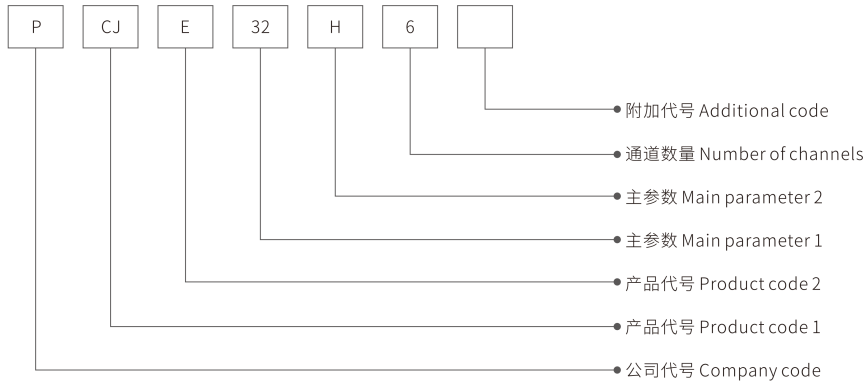 P CJ E 32 H 6
附加代号 Additional code
通道数量 Number of channels
主参数 Main parameter 2
主参数 Main parameter 1
产品代号 Product code 2
产品代号 Product code 1
公司代号 Company code